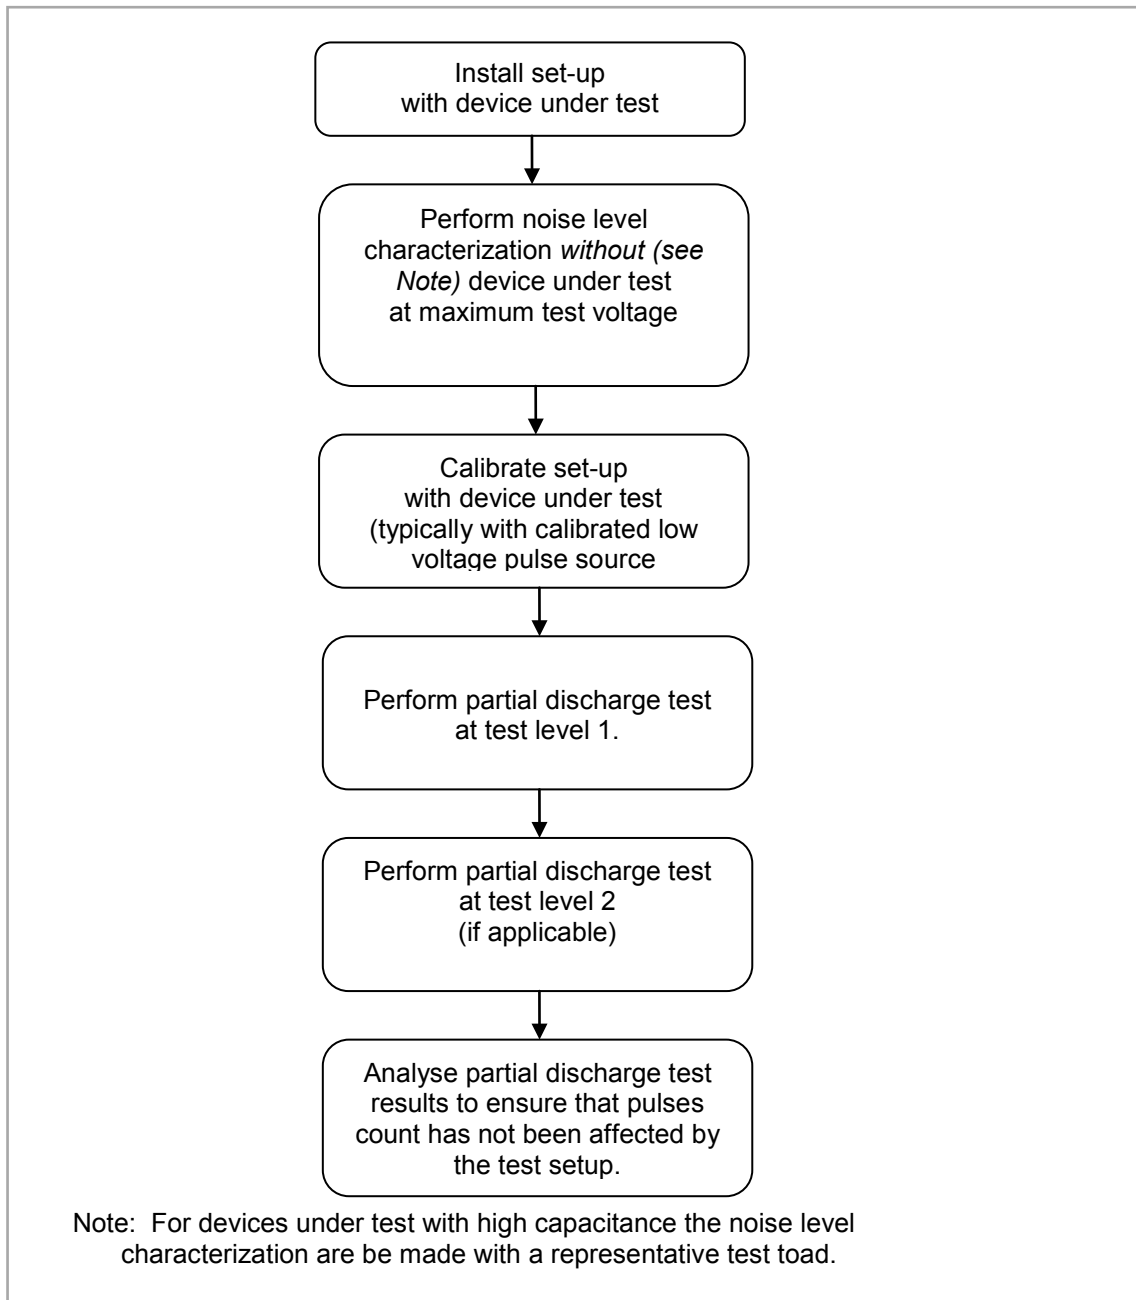 Install set-up
with device under test
Perform noise level
characterization without (see
Note) device under test
at maximum test voltage
Calibrate set-up
with device under test
(typically with calibrated low
voltage pulse source
Perform partial discharge test
at test level 1.
Perform partial discharge test
at test level 2
(if applicable)
Analyse partial discharge test
results to ensure that pulses
count has not been affected by
the test setup.
Note: For devices under test with high capacitance the noise level
characterization are be made with a representative test toad.